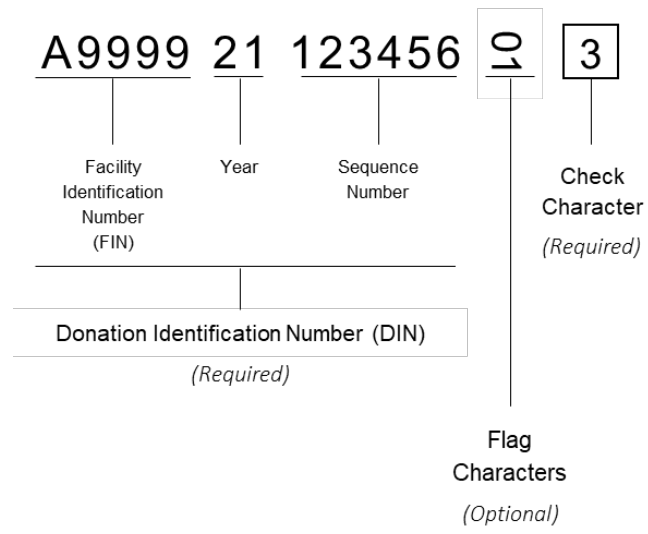 A9999 21 123456 01 3
Facility
Identification
Number
(FIN)
Year
Sequence
Number
Check
Character
(Required)
Donation Identification Number (DIN)
(Required)
Flag
Characters
(Optional)